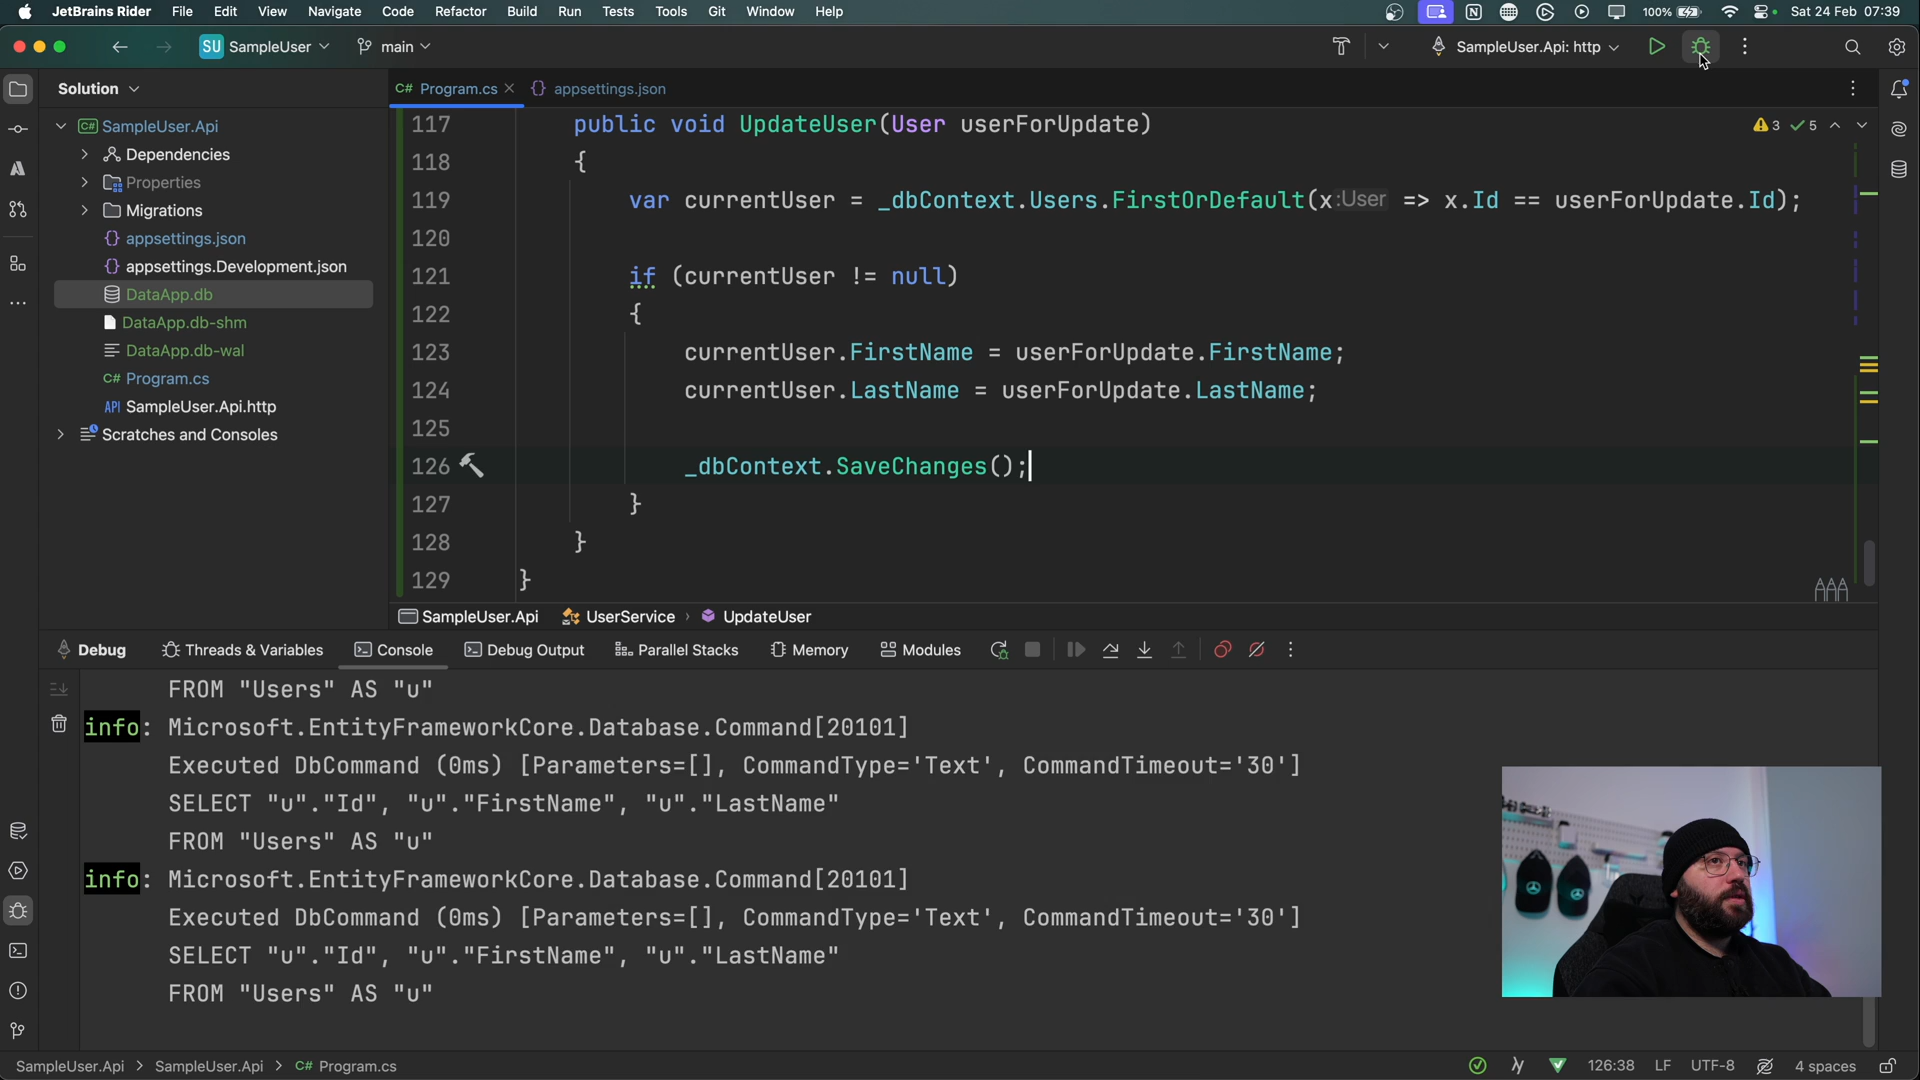 JetBrains Rider File Edit View Navigate Code Refactor Build Run Tests Tools Git Window Help 100% Sat 24 Feb 07:39
SU SampleUser main SampleUser.Api: http
Solution
C# Program.cs {} appsettings.json
C# SampleUser.Api
Dependencies
Properties
Migrations
{} appsettings.json
{} appsettings.Development.json
DataApp.db
DataApp.db-shm
DataApp.db-wal
C# Program.cs
API SampleUser.Api.http
Scratches and Consoles
3 5
117 public void UpdateUser(User userForUpdate)
118 {
119 var currentUser = _dbContext.Users.FirstOrDefault(x :User => x.Id == userForUpdate.Id);
120
121 if (currentUser != null)
122 {
123 currentUser.FirstName = userForUpdate.FirstName;
124 currentUser.LastName = userForUpdate.LastName;
125
126 _dbContext.SaveChanges();
127 }
128 }
129 }
SampleUser.Api UserService › UpdateUser
Debug Threads & Variables Console Debug Output Parallel Stacks Memory Modules
FROM "Users" AS "u"
info: Microsoft.EntityFrameworkCore.Database.Command[20101]
Executed DbCommand (0ms) [Parameters=[], CommandType='Text', CommandTimeout='30']
SELECT "u"."Id", "u"."FirstName", "u"."LastName"
FROM "Users" AS "u"
info: Microsoft.EntityFrameworkCore.Database.Command[20101]
Executed DbCommand (0ms) [Parameters=[], CommandType='Text', CommandTimeout='30']
SELECT "u"."Id", "u"."FirstName", "u"."LastName"
FROM "Users" AS "u"
SampleUser.Api > SampleUser.Api > C# Program.cs 126:38 LF UTF-8 4 spaces